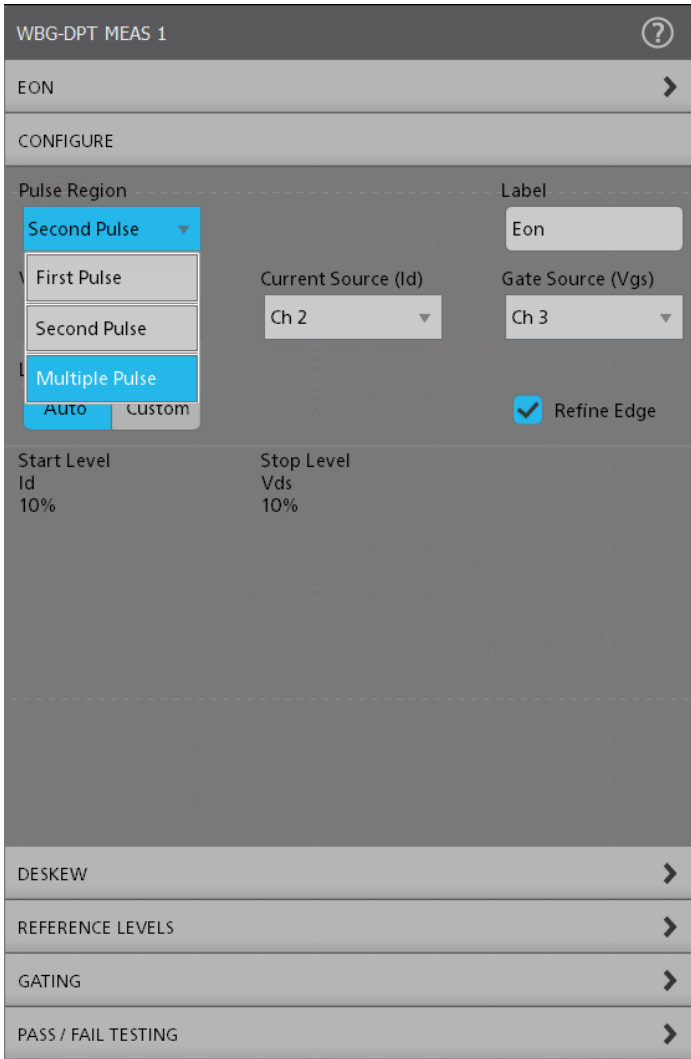 WBG-DPT MEAS 1
?
EON
CONFIGURE
Pulse Region Label
Second Pulse Eon
First Pulse
Current Source (Id) Gate Source (Vgs)
Ch 2 Ch 3
Second Pulse
Multiple Pulse
Auto Custom Refine Edge
Start Level Stop Level
Id Vds
10% 10%
DESKEW
REFERENCE LEVELS
GATING
PASS / FAIL TESTING